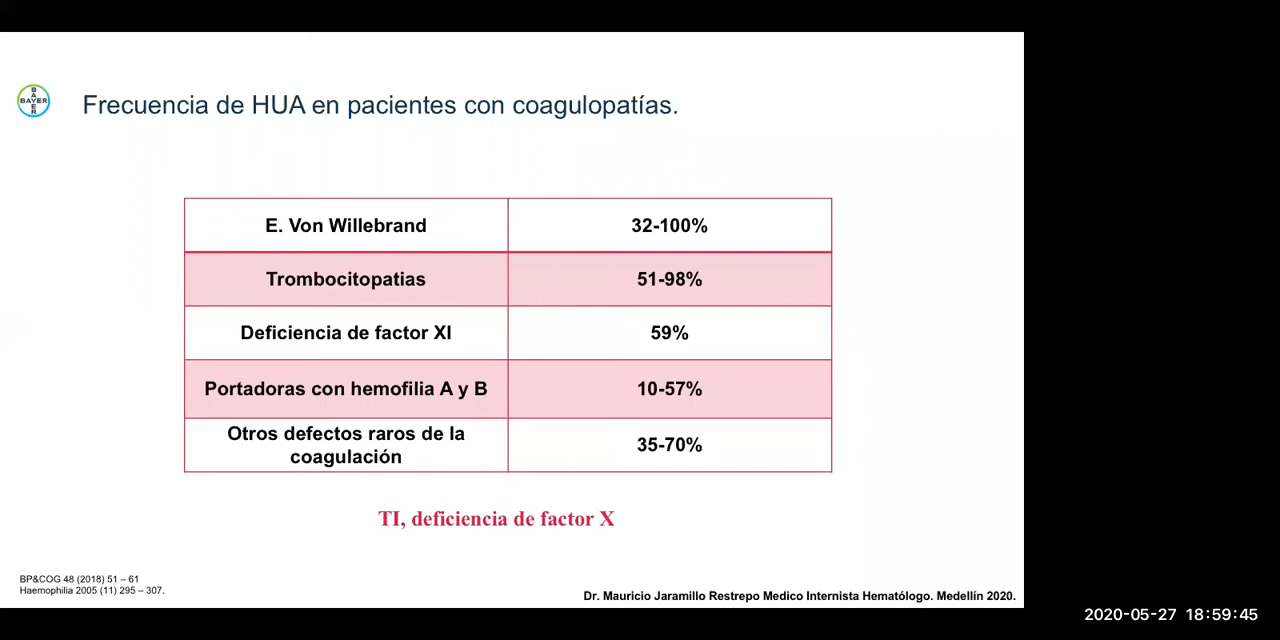 BAYER
BAYER
Frecuencia de HUA en pacientes con coagulopatías.
E. Von Willebrand 32-100%
Trombocitopatias 51-98%
Deficiencia de factor XI 59%
Portadoras con hemofilia A y B 10-57%
Otros defectos raros de la
coagulación 35-70%
TI, deficiencia de factor X
BP&COG 48 (2018) 51 – 61
Haemophilia 2005 (11) 295 – 307.
Dr. Mauricio Jaramillo Restrepo Medico Internista Hematólogo. Medellín 2020.
2020-05-27 18:59:45